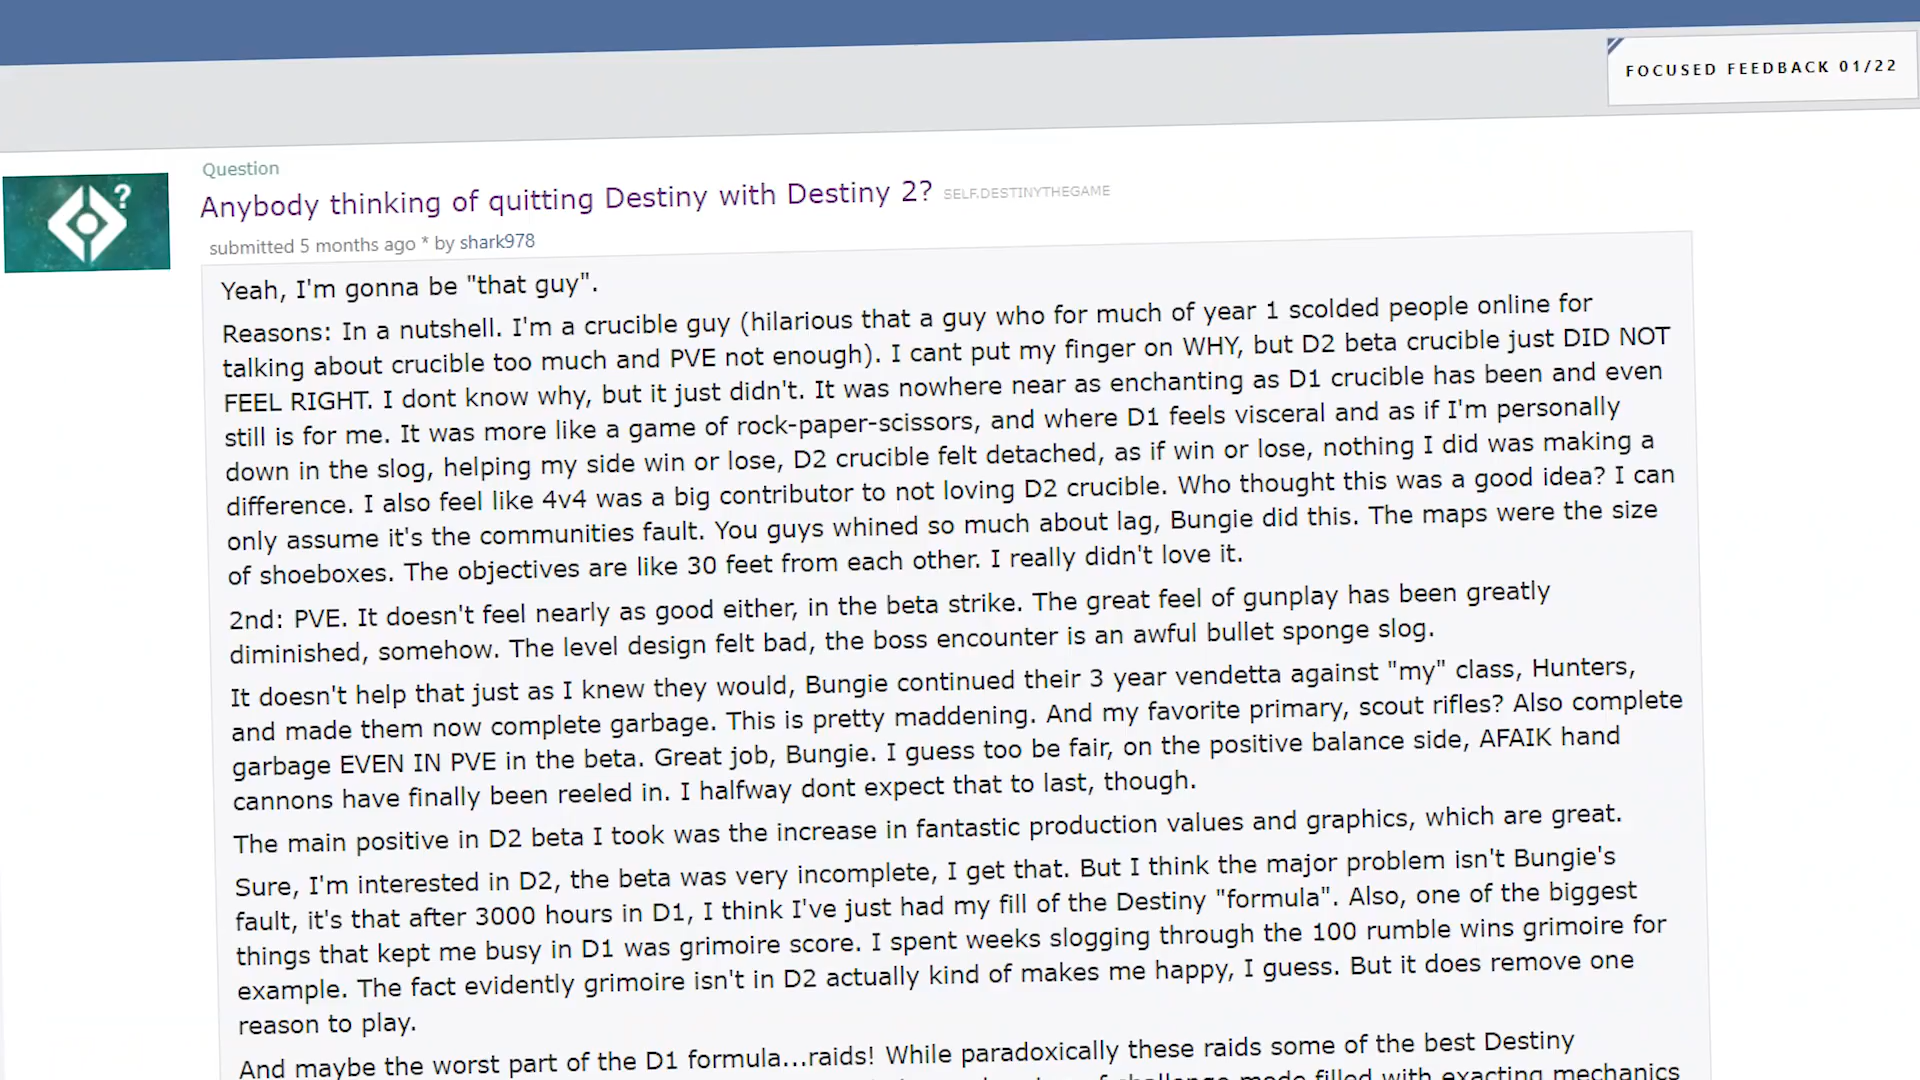 FOCUSED FEEDBACK 01/22
?
Question
Anybody thinking of quitting Destiny with Destiny 2? SELF.DESTINYTHEGAME
submitted 5 months ago * by shark978
Yeah, I'm gonna be "that guy".
Reasons: In a nutshell. I'm a crucible guy (hilarious that a guy who for much of year 1 scolded people online for
talking about crucible too much and PVE not enough). I cant put my finger on WHY, but D2 beta crucible just DID NOT
FEEL RIGHT. I dont know why, but it just didn't. It was nowhere near as enchanting as D1 crucible has been and even
still is for me. It was more like a game of rock-paper-scissors, and where D1 feels visceral and as if I'm personally
down in the slog, helping my side win or lose, D2 crucible felt detached, as if win or lose, nothing I did was making a
difference. I also feel like 4v4 was a big contributor to not loving D2 crucible. Who thought this was a good idea? I can
only assume it's the communities fault. You guys whined so much about lag, Bungie did this. The maps were the size
of shoeboxes. The objectives are like 30 feet from each other. I really didn't love it.
2nd: PVE. It doesn't feel nearly as good either, in the beta strike. The great feel of gunplay has been greatly
diminished, somehow. The level design felt bad, the boss encounter is an awful bullet sponge slog.
It doesn't help that just as I knew they would, Bungie continued their 3 year vendetta against "my" class, Hunters,
and made them now complete garbage. This is pretty maddening. And my favorite primary, scout rifles? Also complete
garbage EVEN IN PVE in the beta. Great job, Bungie. I guess too be fair, on the positive balance side, AFAIK hand
cannons have finally been reeled in. I halfway dont expect that to last, though.
The main positive in D2 beta I took was the increase in fantastic production values and graphics, which are great.
Sure, I'm interested in D2, the beta was very incomplete, I get that. But I think the major problem isn't Bungie's
fault, it's that after 3000 hours in D1, I think I've just had my fill of the Destiny "formula". Also, one of the biggest
things that kept me busy in D1 was grimoire score. I spent weeks slogging through the 100 rumble wins grimoire for
example. The fact evidently grimoire isn't in D2 actually kind of makes me happy, I guess. But it does remove one
reason to play.
And maybe the worst part of the D1 formula...raids! While paradoxically these raids some of the best Destiny
of challenge mode filled with exacting mechanics